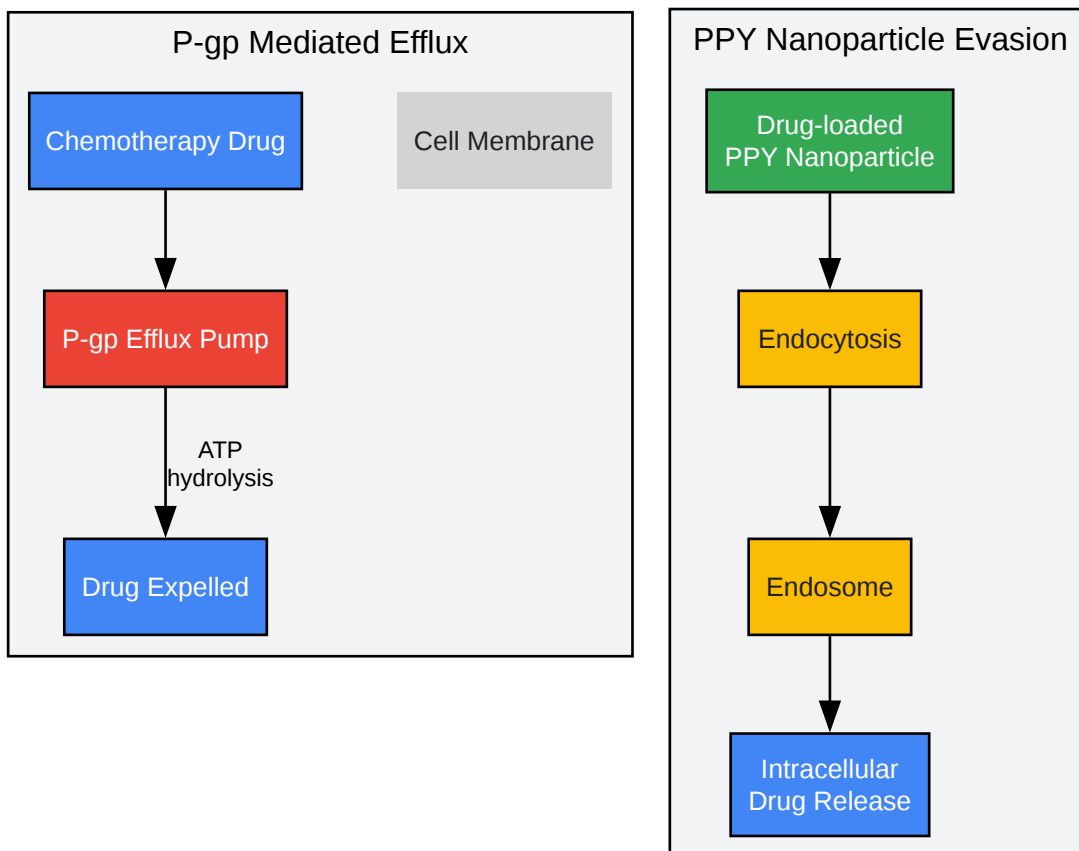 P-gp Mediated Efflux
Chemotherapy Drug
Cell Membrane
P-gp Efflux Pump
ATP
hydrolysis
Drug Expelled
PPY Nanoparticle Evasion
Drug-loaded
PPY Nanoparticle
Endocytosis
Endosome
Intracellular
Drug Release